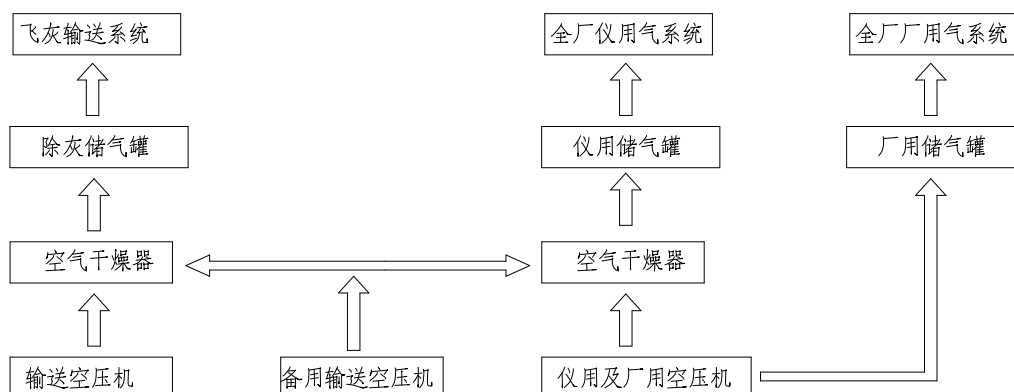 飞灰输送系统
全厂仪用气系统
全厂厂用气系统
除灰储气罐
仪用储气罐
厂用储气罐
空气干燥器
空气干燥器
输送空压机
备用输送空压机
仪用及厂用空压机